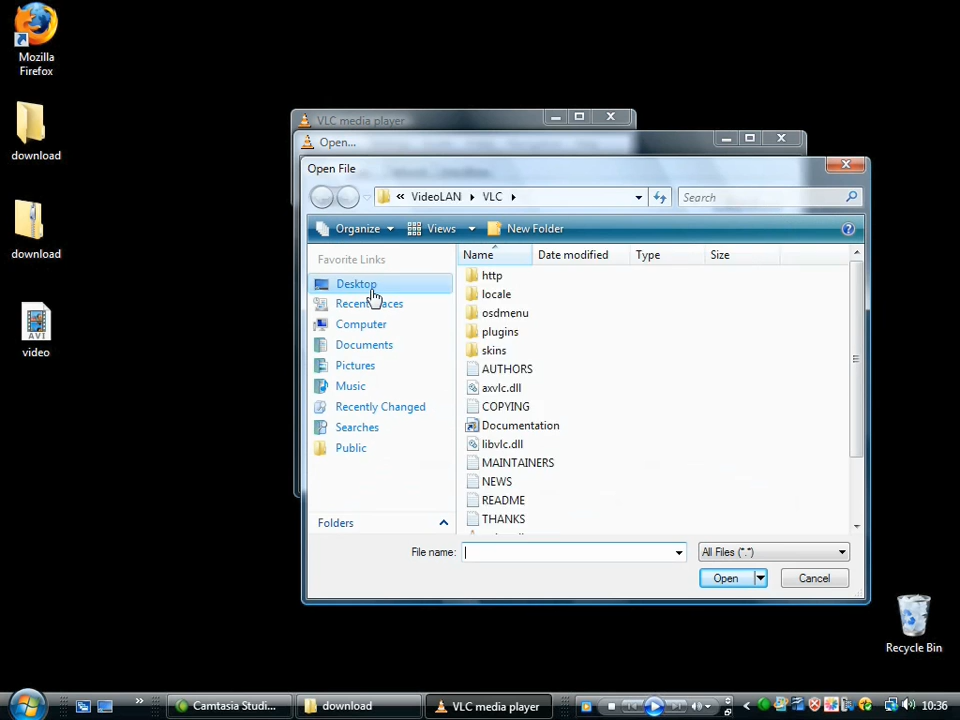 Mozilla
Firefox
download
download
video
VLC media player
Open...
Open File
« VideoLAN VLC
Search
Organize
Views
New Folder
Favorite Links
Desktop
Recent Places
Computer
Documents
Pictures
Music
Recently Changed
Searches
Public
Folders
Name
Date modified
Type
Size
http
locale
osdmenu
plugins
skins
AUTHORS
axvlc.dll
COPYING
Documentation
libvlc.dll
MAINTAINERS
NEWS
README
THANKS
File name:
All Files (*.*)
Open
Cancel
Recycle Bin
Camtasia Studi...
download
VLC media player
10:36